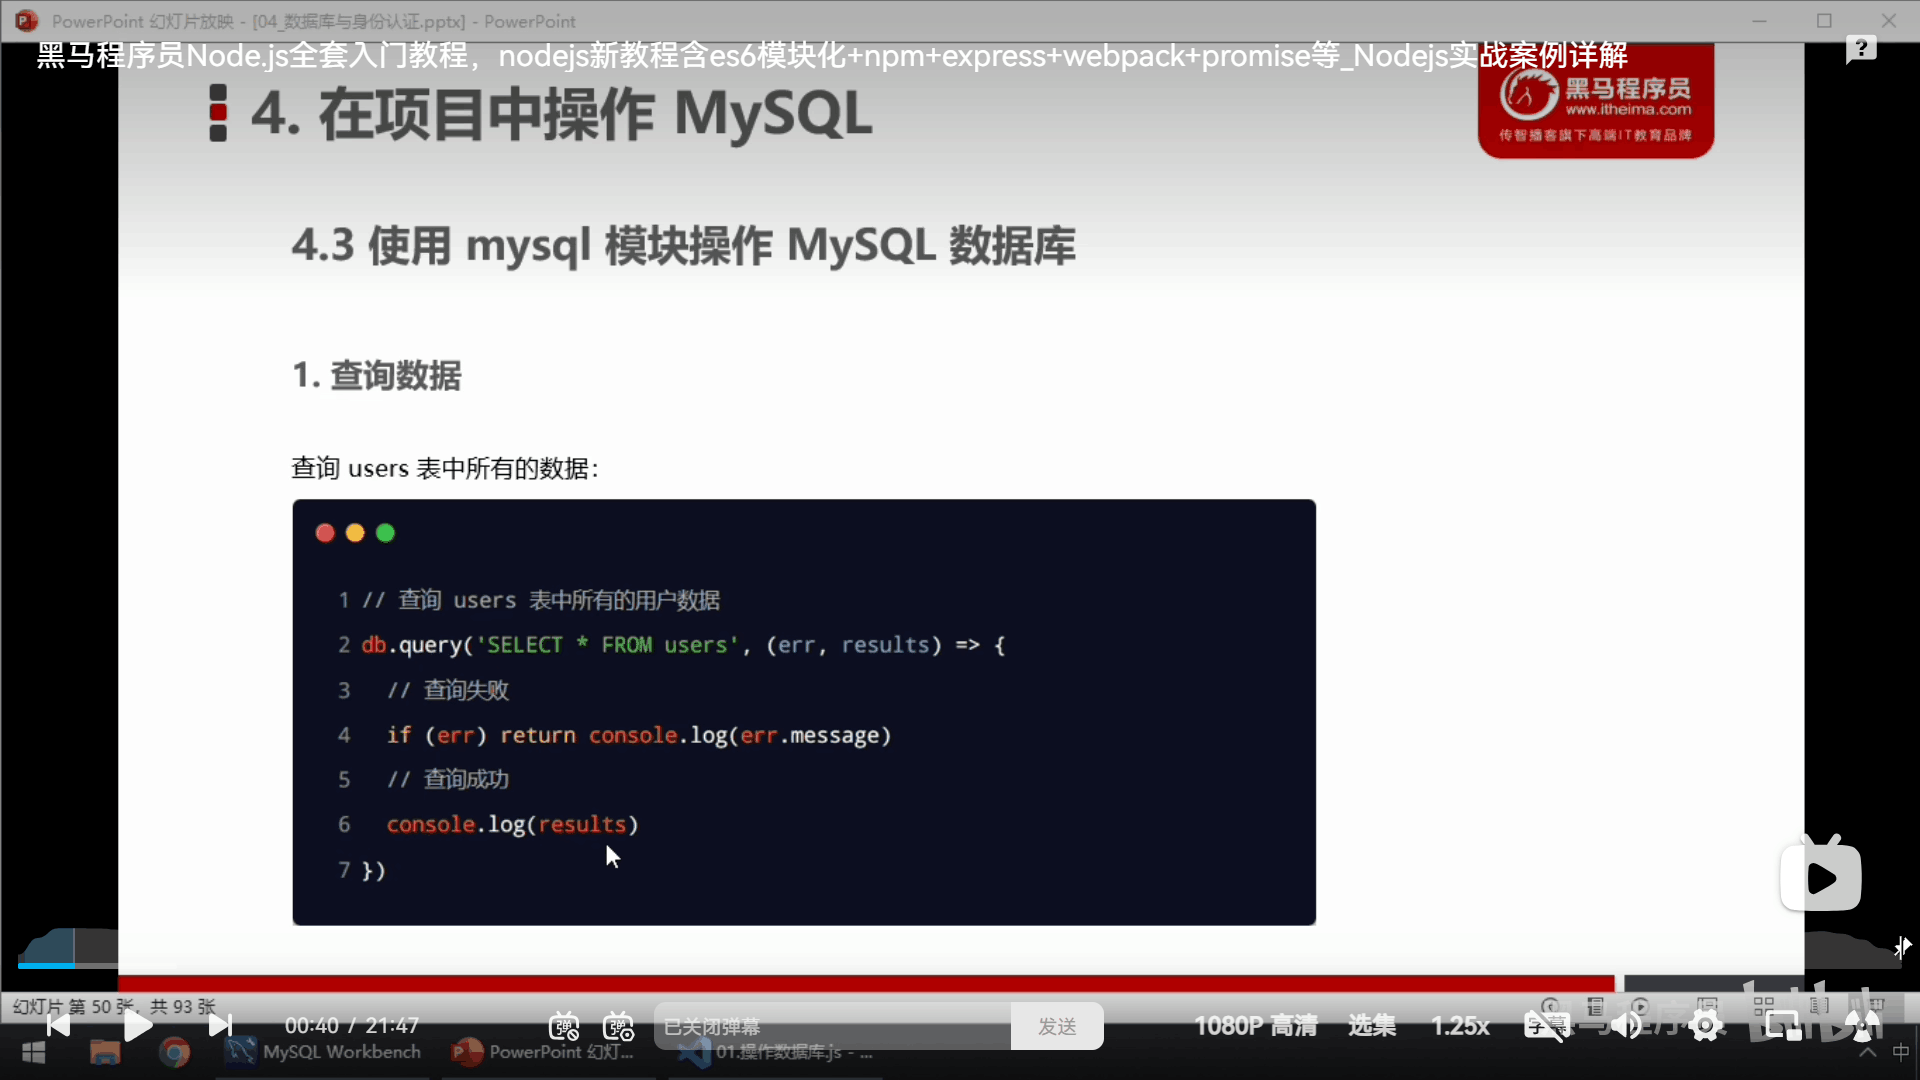 PowerPoint 幻灯片放映 - [04_数据库与身份认证.pptx] - PowerPoint
黑马程序员Node.js全套入门教程，nodejs新教程含es6模块化+npm+express+webpack+promise等_Nodejs实战案例详解
4. 在项目中操作 MySQL
黑马程序员
www.itheima.com
传智播客旗下高端IT教育品牌
4.3 使用 mysql 模块操作 MySQL 数据库
1. 查询数据
查询 users 表中所有的数据：
1 // 查询 users 表中所有的用户数据
2 db.query('SELECT * FROM users', (err, results) => {
3 // 查询失败
4 if (err) return console.log(err.message)
5 // 查询成功
6 console.log(results)
7 })
幻灯片 第 50 张，共 93 张
00:40 / 21:47
弹
弹
已关闭弹幕
发送
1080P 高清
选集
1.25x
字幕
黑马程序员
bilibili
MySQL Workbench
PowerPoint 幻灯...
01.操作数据库.js - ...
中